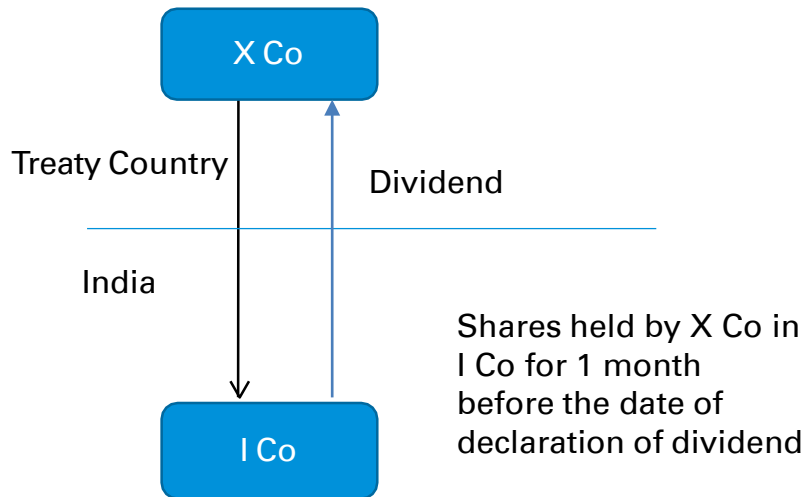 X Co
Treaty Country
Dividend
India
Shares held by X Co in
I Co for 1 month
before the date of
declaration of dividend
I Co